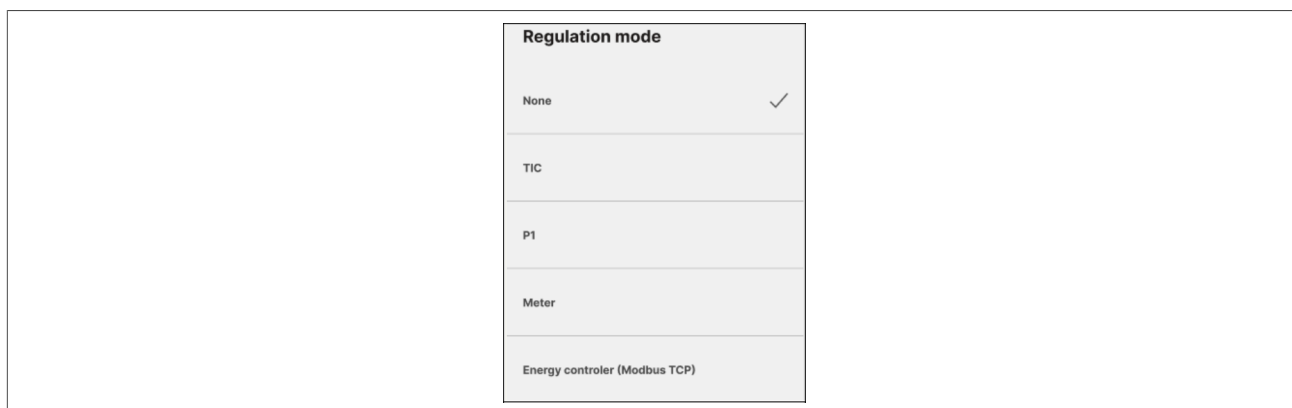 Regulation mode
None
TIC
P1
Meter
Energy controler (Modbus TCP)